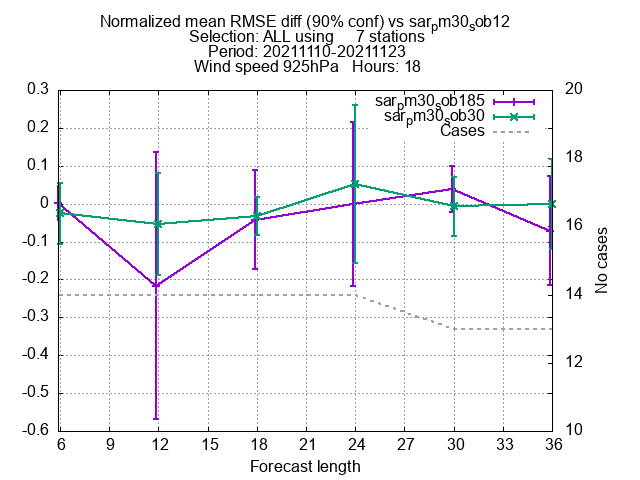 Normalized mean RMSE diff (90% conf) vs sarpm30sob12
Selection: ALL using 7 stations
Period: 20211110-20211123
Wind speed 925hPa Hours: 18
sarpm30sob185
sarpm30sob30
Cases
0.3
0.2
0.1
0
-0.1
-0.2
-0.3
-0.4
-0.5
-0.6
20
18
16
14
12
10
No cases
6 9 12 15 18 21 24 27 30 33 36
Forecast length